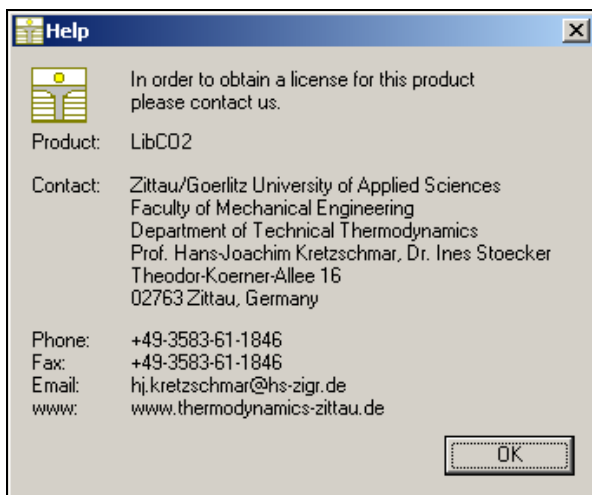 Help
In order to obtain a license for this product
please contact us.
Product: LibCO2
Contact: Zittau/Goerlitz University of Applied Sciences
Faculty of Mechanical Engineering
Department of Technical Thermodynamics
Prof. Hans-Joachim Kretzschmar, Dr. Ines Stoecker
Theodor-Koerner-Allee 16
02763 Zittau, Germany
Phone: +49-3583-61-1846
Fax: +49-3583-61-1846
Email: hj.kretzschmar@hs-zigr.de
www: www.thermodynamics-zittau.de
OK